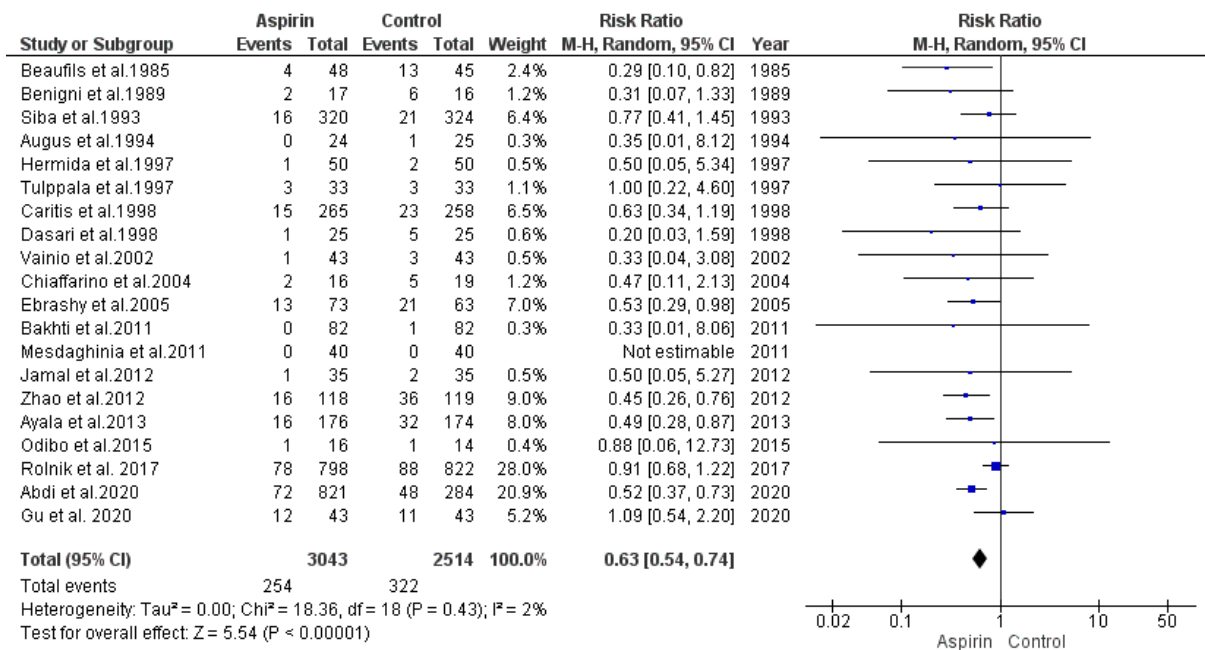 Aspirin Control Risk Ratio Risk Ratio
Study or Subgroup Events Total Events Total Weight M-H, Random, 95% CI Year M-H, Random, 95% CI
Beaufils et al.1985 4 48 13 45 2.4% 0.29 [0.10, 0.82] 1985
Benigni et al.1989 2 17 6 16 1.2% 0.31 [0.07, 1.33] 1989
Siba et al.1993 16 320 21 324 6.4% 0.77 [0.41, 1.45] 1993
Augus et al.1994 0 24 1 25 0.3% 0.35 [0.01, 8.12] 1994
Hermida et al.1997 1 50 2 50 0.5% 0.50 [0.05, 5.34] 1997
Tulppala et al.1997 3 33 3 33 1.1% 1.00 [0.22, 4.60] 1997
Caritis et al.1998 15 265 23 258 6.5% 0.63 [0.34, 1.19] 1998
Dasari et al.1998 1 25 5 25 0.6% 0.20 [0.03, 1.59] 1998
Vainio et al.2002 1 43 3 43 0.5% 0.33 [0.04, 3.08] 2002
Chiaffarino et al.2004 2 16 5 19 1.2% 0.47 [0.11, 2.13] 2004
Ebrashy et al.2005 13 73 21 63 7.0% 0.53 [0.29, 0.98] 2005
Bakhti et al.2011 0 82 1 82 0.3% 0.33 [0.01, 8.06] 2011
Mesdaghinia et al.2011 0 40 0 40 Not estimable 2011
Jamal et al.2012 1 35 2 35 0.5% 0.50 [0.05, 5.27] 2012
Zhao et al.2012 16 118 36 119 9.0% 0.45 [0.26, 0.76] 2012
Ayala et al.2013 16 176 32 174 8.0% 0.49 [0.28, 0.87] 2013
Odibo et al.2015 1 16 1 14 0.4% 0.88 [0.06, 12.73] 2015
Rolnik et al. 2017 78 798 88 822 28.0% 0.91 [0.68, 1.22] 2017
Abdi et al.2020 72 821 48 284 20.9% 0.52 [0.37, 0.73] 2020
Gu et al. 2020 12 43 11 43 5.2% 1.09 [0.54, 2.20] 2020
Total (95% CI) 3043 2514 100.0% 0.63 [0.54, 0.74]
Total events 254 322
Heterogeneity: Tau² = 0.00; Chi² = 18.36, df = 18 (P = 0.43); I² = 2%
Test for overall effect: Z = 5.54 (P < 0.00001)
0.02 0.1 1 10 50
Aspirin Control